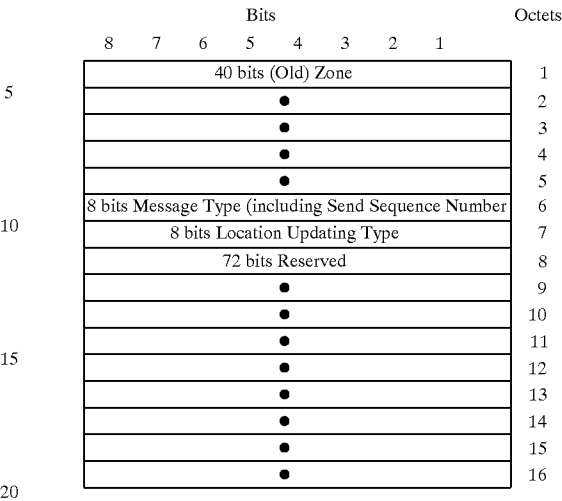 Bits Octets
8 7 6 5 4 3 2 1
40 bits (Old) Zone 1
5
● 2
● 3
● 4
● 5
8 bits Message Type (including Send Sequence Number 6
10
8 bits Location Updating Type 7
72 bits Reserved 8
● 9
● 10
● 11
15
● 12
● 13
● 14
● 15
● 16
20